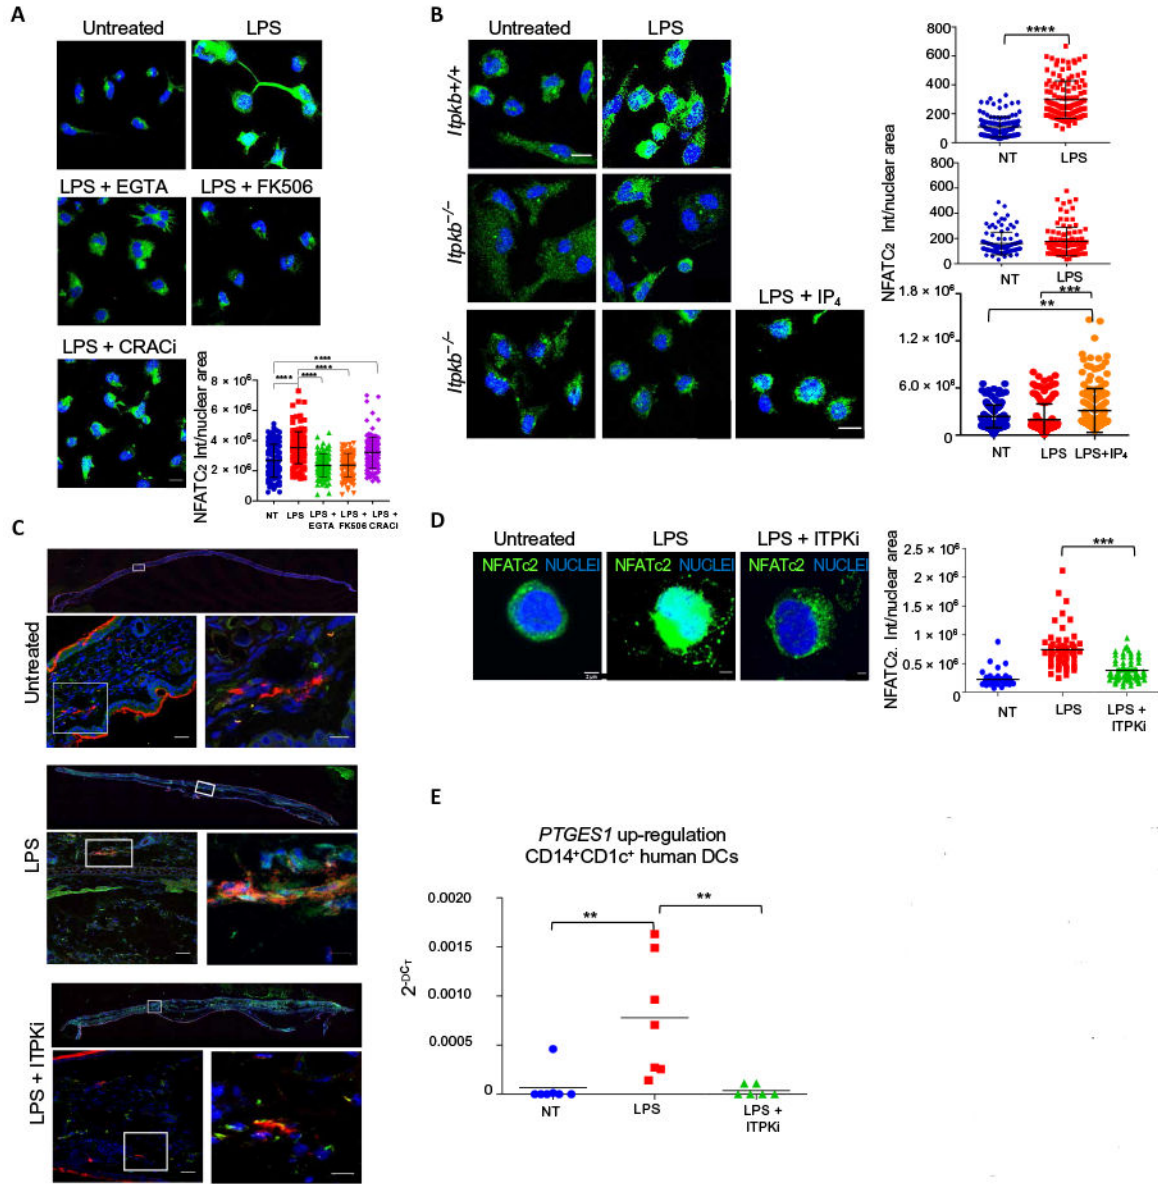 A
Untreated LPS
LPS + EGTA LPS + FK506
LPS + CRACi
NFATC2 Int/nuclear area
8 × 10⁶
6 × 10⁶
4 × 10⁶
2 × 10⁶
0
**** **** **** ****
NT LPS LPS + EGTA LPS + FK506 LPS + CRACi
B
Untreated LPS
Itpkb+/+
Itpkb−/−
Itpkb−/−
LPS + IP₄
NFATC2 Int/nuclear area
800
600
400
200
0
****
NT LPS
800
600
400
200
0
NT LPS
1.8 × 10⁶
6.0 × 10⁶
0
** ***
NT LPS LPS+IP₄
C
Untreated
LPS
LPS + ITPKi
D
Untreated LPS LPS + ITPKi
NFATc2 NUCLEI NFATc2 NUCLEI NFATc2 NUCLEI
2μm
NFATC2. Int/nuclear area
2.5 × 10⁶
2 × 10⁶
1.5 × 10⁶
1 × 10⁶
0.5 × 10⁶
0
***
NT LPS LPS + ITPKi
E
PTGES1 up-regulation
CD14⁺CD1c⁺ human DCs
2⁻ᴰCT
0.0020
0.0015
0.0010
0.0005
0
** **
NT LPS LPS + ITPKi